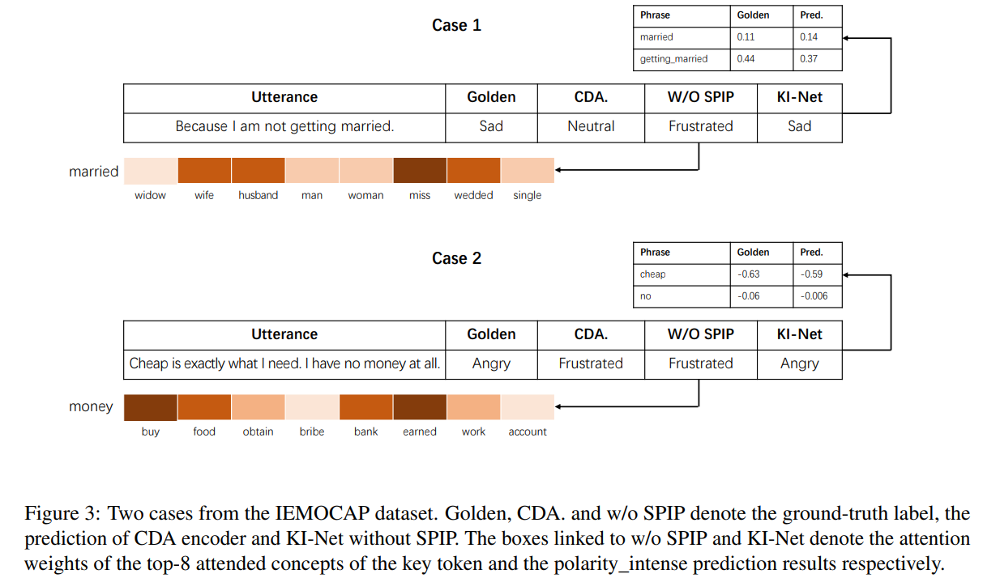 Case 1
Phrase Golden Pred.
married 0.11 0.14
getting_married 0.44 0.37
Utterance Golden CDA. W/O SPIP KI-Net
Because I am not getting married. Sad Neutral Frustrated Sad
married
widow wife husband man woman miss wedded single
Case 2
Phrase Golden Pred.
cheap -0.63 -0.59
no -0.06 -0.006
Utterance Golden CDA. W/O SPIP KI-Net
Cheap is exactly what I need. I have no money at all. Angry Frustrated Frustrated Angry
money
buy food obtain bribe bank earned work account
Figure 3: Two cases from the IEMOCAP dataset. Golden, CDA. and w/o SPIP denote the ground-truth label, the
prediction of CDA encoder and KI-Net without SPIP. The boxes linked to w/o SPIP and KI-Net denote the attention
weights of the top-8 attended concepts of the key token and the polarity_intense prediction results respectively.